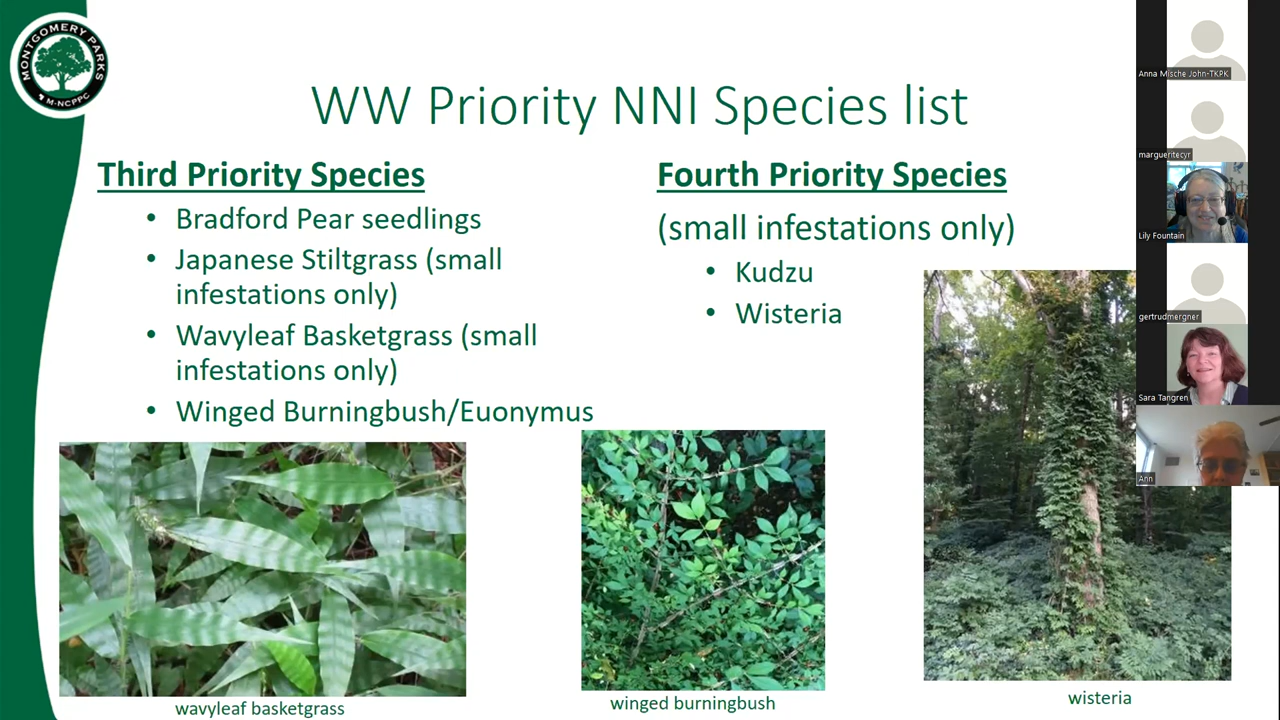 MONTGOMERY PARKS
M-NCPPC
WW Priority NNI Species list
Third Priority Species
• Bradford Pear seedlings
• Japanese Stiltgrass (small
infestations only)
• Wavyleaf Basketgrass (small
infestations only)
• Winged Burningbush/Euonymus
Fourth Priority Species
(small infestations only)
• Kudzu
• Wisteria
wavyleaf basketgrass
winged burningbush
wisteria
Anna Mische John-TKPK
margueritecyr
Lily Fountain
gertrudmergner
Sara Tangren
Ann